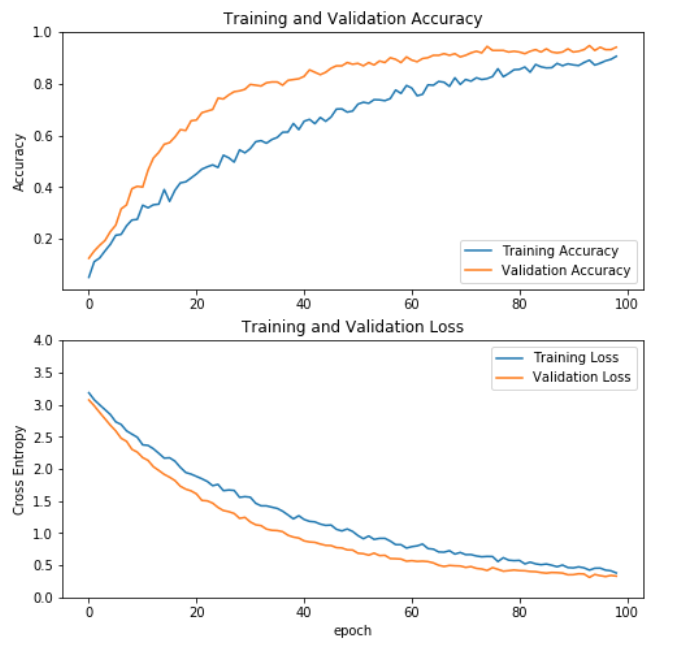 Training and Validation Accuracy
1.0
0.8
0.6
0.4
0.2
Accuracy
Training Accuracy
Validation Accuracy
0 20 40 60 80 100
Training and Validation Loss
4.0
3.5
3.0
2.5
2.0
1.5
1.0
0.5
0.0
Cross Entropy
Training Loss
Validation Loss
0 20 40 60 80 100
epoch